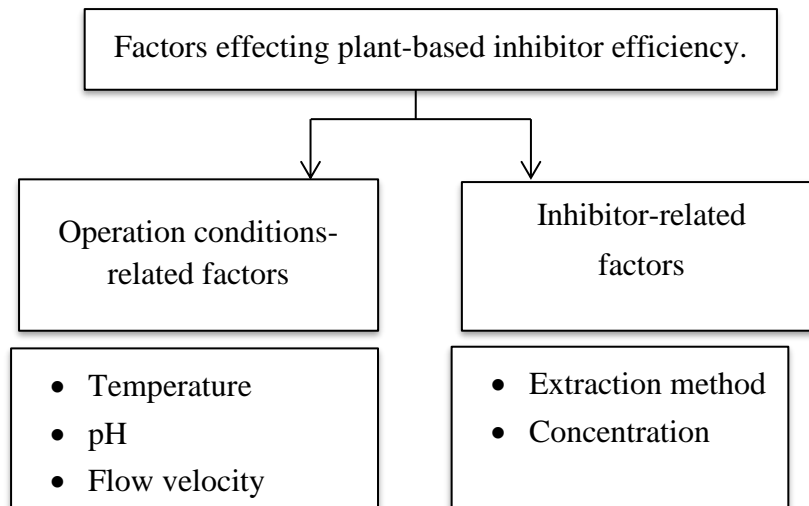 Factors effecting plant-based inhibitor efficiency.
Operation conditions-
related factors
Inhibitor-related
factors
• Temperature
• pH
• Flow velocity
• Extraction method
• Concentration